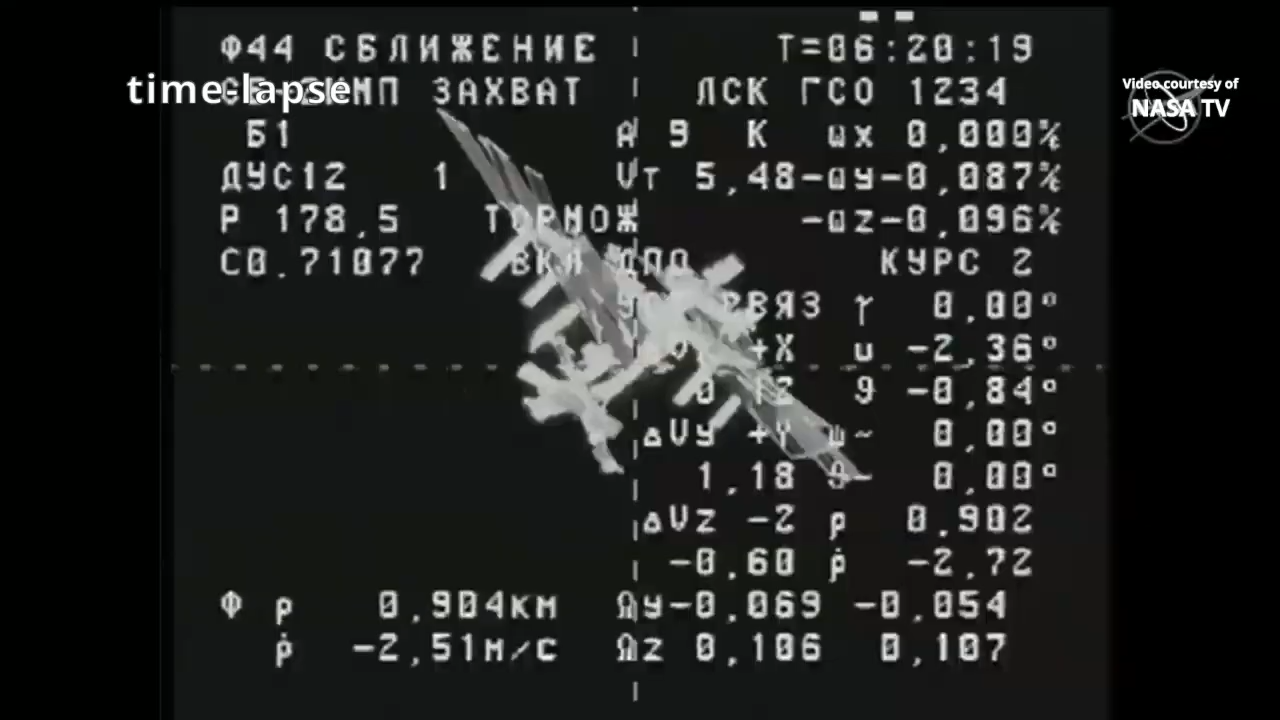 Ф44 СБЛИЖЕНИЕ T=06:20:19
time-lapse
ЗАХВАТ ЛСК ГСО 1234
Video courtesy of
NASA TV
Б1 А 9 К ωx 0,000%
ДУС12 1 Vт 5,48 -ωy -0,087%
Р 178,5 ТОРМОЖ -ωz -0,096%
С0.71077 ВКЛ ДПО КУРС 2
γ 0,00°
+X -2,36°
-0,84°
ΔVy +Y 0,00°
1,18 0,00°
ΔVz -2 ρ 0,902
-0,60 ρ̇ -2,72
Ф ρ 0,904км Ωy -0,069 -0,054
ρ̇ -2,51м/с Ωz 0,106 0,107